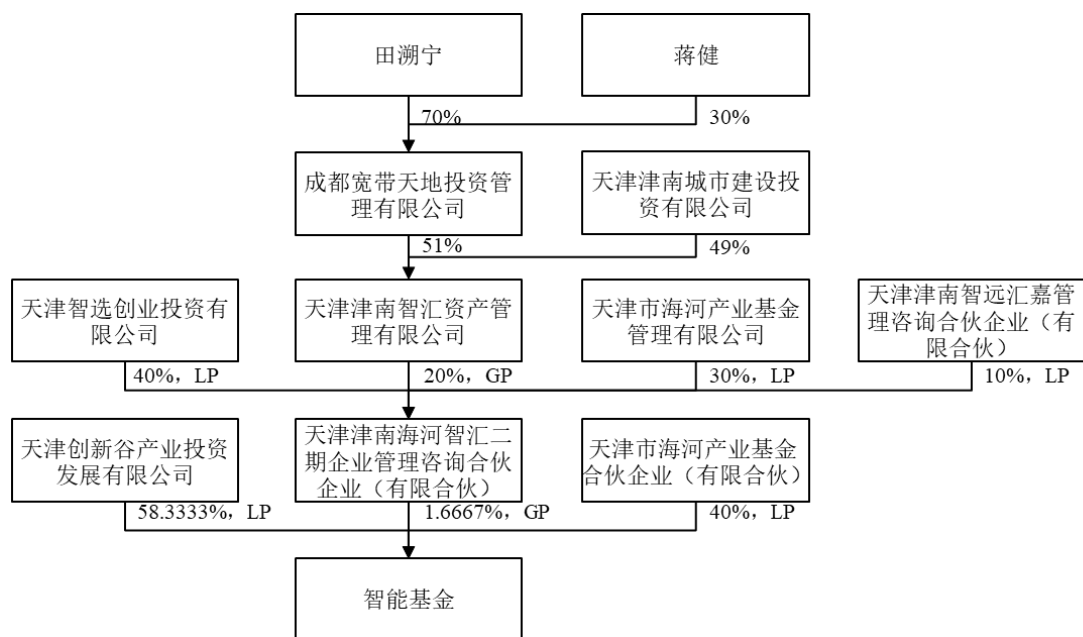 田溯宁
蒋健
70%
30%
成都宽带天地投资管
理有限公司
天津津南城市建设投
资有限公司
51%
49%
天津智选创业投资有
限公司
天津津南智汇资产管
理有限公司
天津市海河产业基金
管理有限公司
天津津南智远汇嘉管
理咨询合伙企业（有
限合伙）
40%，LP
20%，GP
30%，LP
10%，LP
天津创新谷产业投资
发展有限公司
天津津南海河智汇二
期企业管理咨询合伙
企业（有限合伙）
天津市海河产业基金
合伙企业（有限合伙）
58.3333%，LP
1.6667%，GP
40%，LP
智能基金